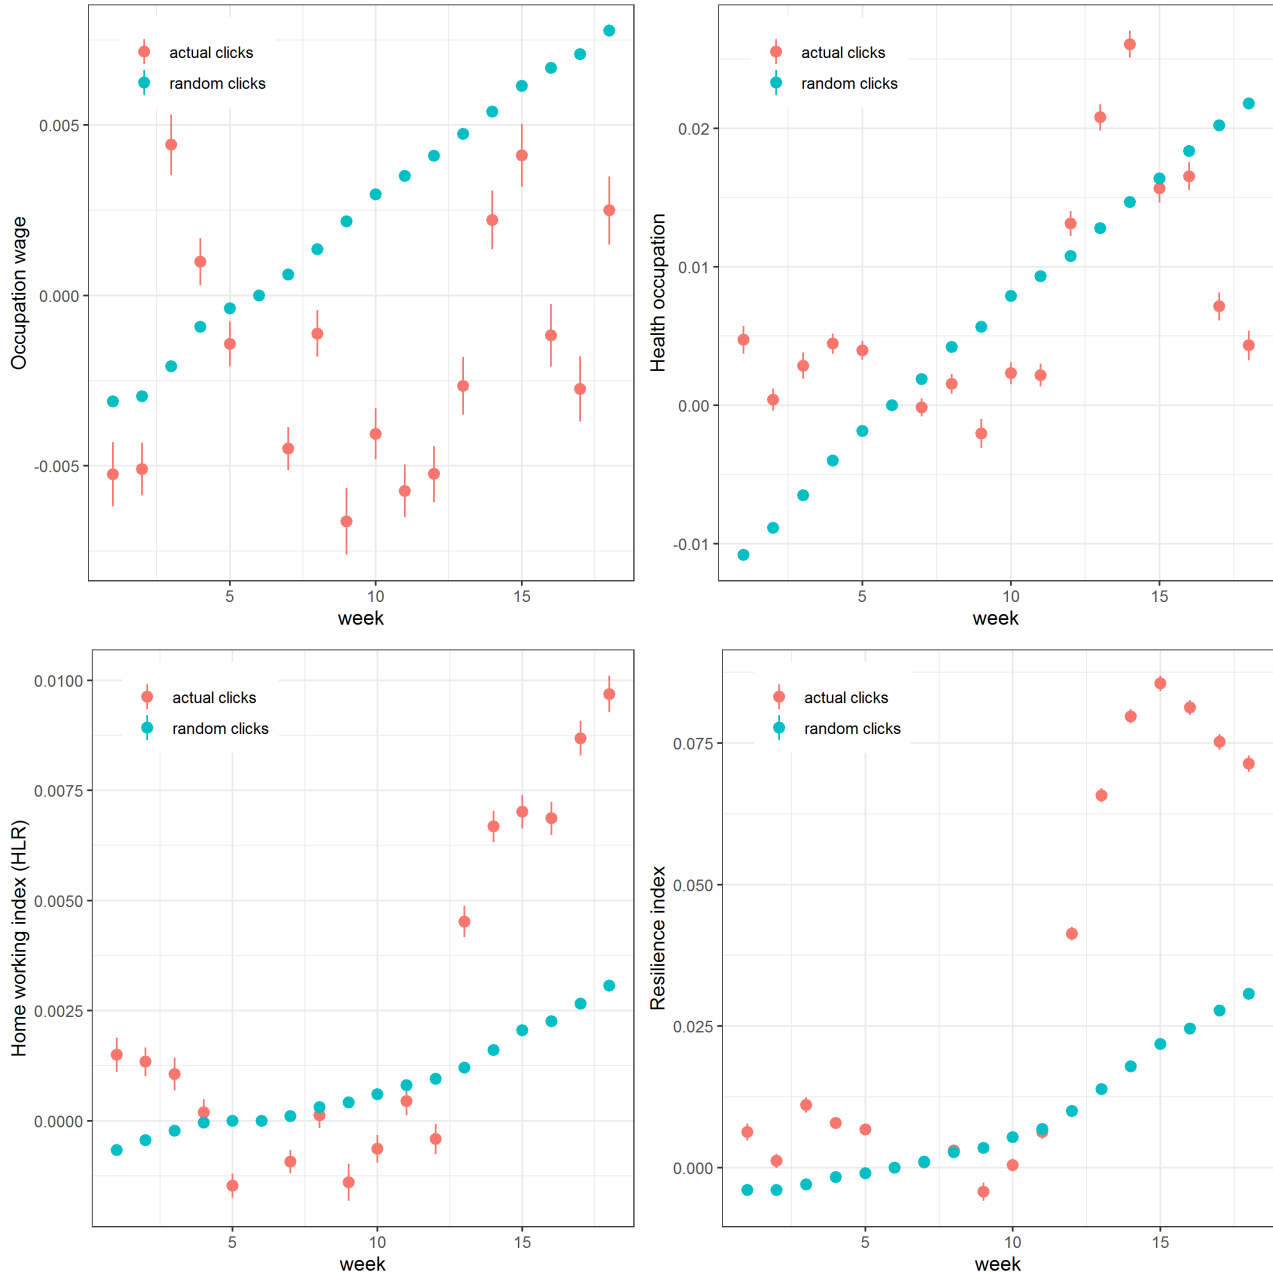 actual clicks
random clicks
0.005
0.000
-0.005
Occupation wage
5
10
15
week
actual clicks
random clicks
0.02
0.01
0.00
-0.01
Health occupation
5
10
15
week
actual clicks
random clicks
0.0100
0.0075
0.0050
0.0025
0.0000
Home working index (HLR)
5
10
15
week
actual clicks
random clicks
0.075
0.050
0.025
0.000
Resilience index
5
10
15
week